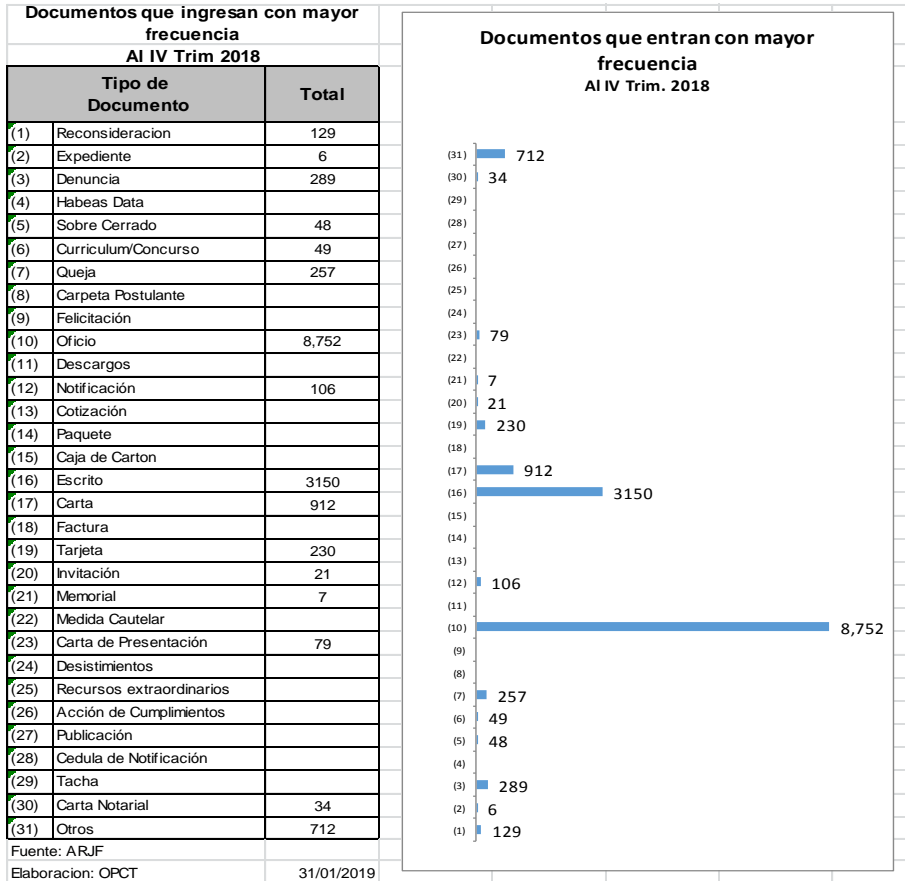 Documentos que ingresan con mayor
frecuencia
Al IV Trim 2018
Tipo de
Documento
Total
(1) Reconsideracion 129
(2) Expediente 6
(3) Denuncia 289
(4) Habeas Data
(5) Sobre Cerrado 48
(6) Curriculum/Concurso 49
(7) Queja 257
(8) Carpeta Postulante
(9) Felicitación
(10) Oficio 8,752
(11) Descargos
(12) Notificación 106
(13) Cotización
(14) Paquete
(15) Caja de Carton
(16) Escrito 3150
(17) Carta 912
(18) Factura
(19) Tarjeta 230
(20) Invitación 21
(21) Memorial 7
(22) Medida Cautelar
(23) Carta de Presentación 79
(24) Desistimientos
(25) Recursos extraordinarios
(26) Acción de Cumplimientos
(27) Publicación
(28) Cedula de Notificación
(29) Tacha
(30) Carta Notarial 34
(31) Otros 712
Fuente: ARJF
Elaboracion: OPCT 31/01/2019
Documentos que entran con mayor
frecuencia
Al IV Trim. 2018
(31) 712
(30) 34
(29)
(28)
(27)
(26)
(25)
(24)
(23) 79
(22)
(21) 7
(20) 21
(19) 230
(18)
(17) 912
(16) 3150
(15)
(14)
(13)
(12) 106
(11)
(10) 8,752
(9)
(8)
(7) 257
(6) 49
(5) 48
(4)
(3) 289
(2) 6
(1) 129